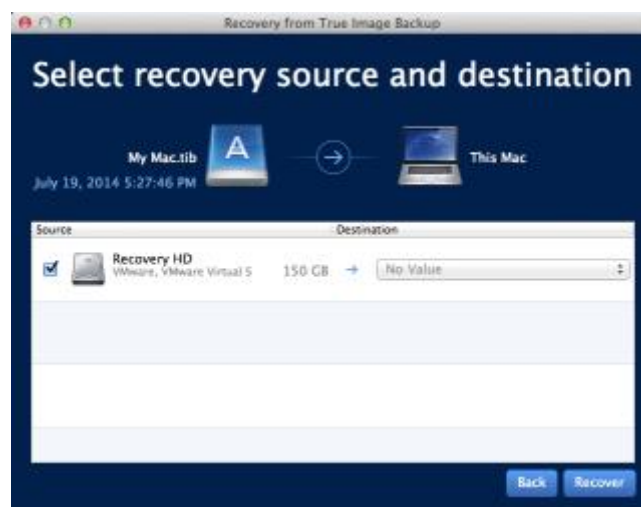 Recovery from True Image Backup
Select recovery source and destination
My Mac.tib
July 19, 2014 5:27:46 PM
A
This Mac
Source Destination
Recovery HD
VMware, VMware Virtual S 150 GB No Value
Back Recover